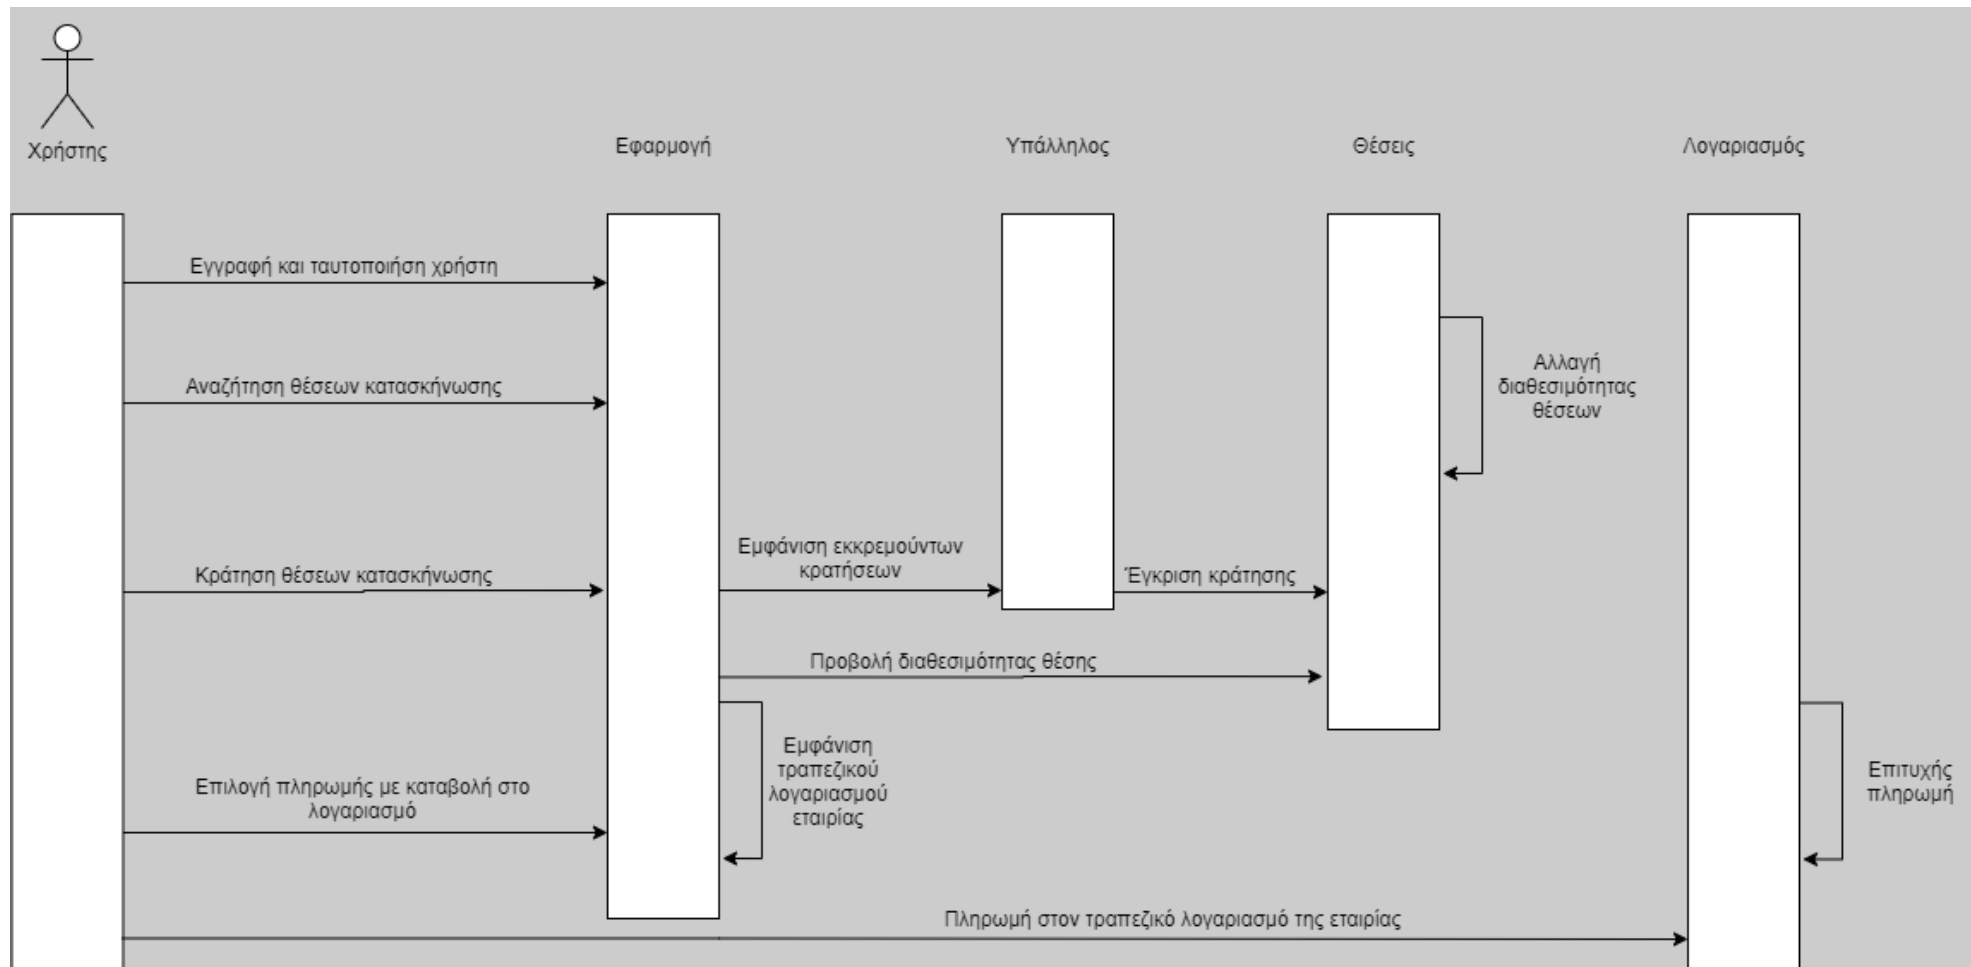 Χρήστης
Εφαρμογή
Υπάλληλος
Θέσεις
Λογαριασμός
Εγγραφή και ταυτοποιήση χρήστη
Αναζήτηση θέσεων κατασκήνωσης
Αλλαγή
διαθεσιμότητας
θέσεων
Κράτηση θέσεων κατασκήνωσης
Εμφάνιση εκκρεμούντων
κρατήσεων
Έγκριση κράτησης
Προβολή διαθεσιμότητας θέσης
Εμφάνιση
τραπεζικού
λογαριασμού
εταιρίας
Επιλογή πληρωμής με καταβολή στο
λογαριασμό
Επιτυχής
πληρωμή
Πληρωμή στον τραπεζικό λογαριασμό της εταιρίας